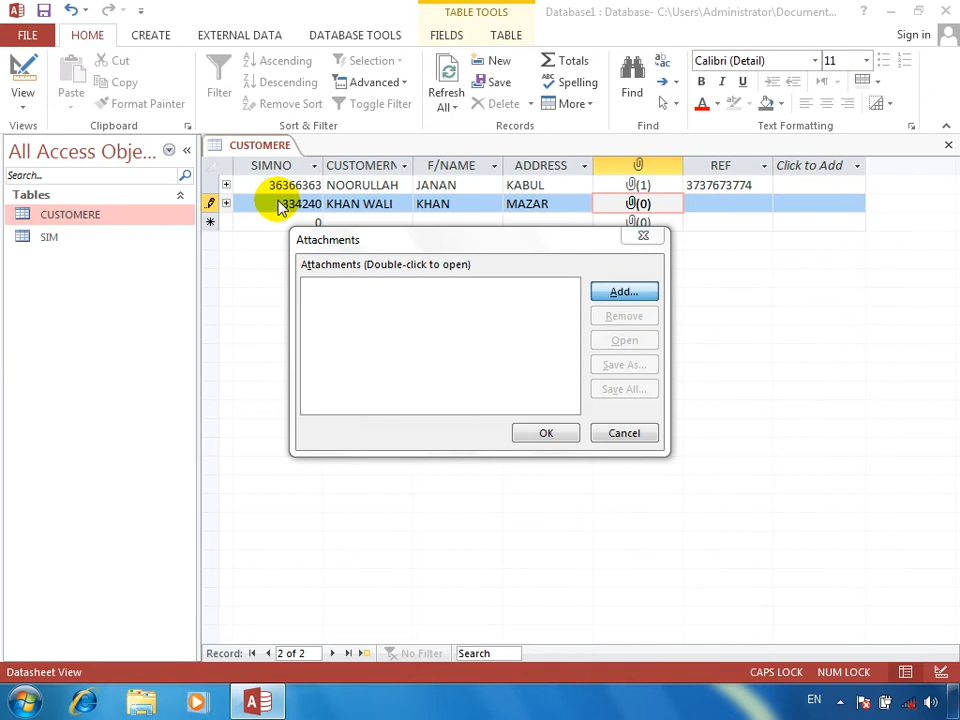 TABLE TOOLS
Database1 : Database- C:\Users\Administrator\Document...
FILE HOME CREATE EXTERNAL DATA DATABASE TOOLS FIELDS TABLE Sign in
View
Views
Paste
Cut
Copy
Format Painter
Clipboard
Filter
Ascending
Descending
Remove Sort
Selection
Advanced
Toggle Filter
Sort & Filter
Refresh
All
New
Save
Delete
Totals
Spelling
More
Records
Find
Find
Calibri (Detail) 11
B I U
A
Text Formatting
All Access Obje...
Search...
Tables
CUSTOMERE
SIM
CUSTOMERE
SIMNO CUSTOMERN F/NAME ADDRESS REF Click to Add
36366363 NOORULLAH JANAN KABUL (1) 3737673774
334240 KHAN WALI KHAN MAZAR (0)
0 (0)
Attachments
Attachments (Double-click to open)
Add...
Remove
Open
Save As...
Save All...
OK Cancel
Record: 2 of 2 No Filter Search
Datasheet View CAPS LOCK NUM LOCK
EN